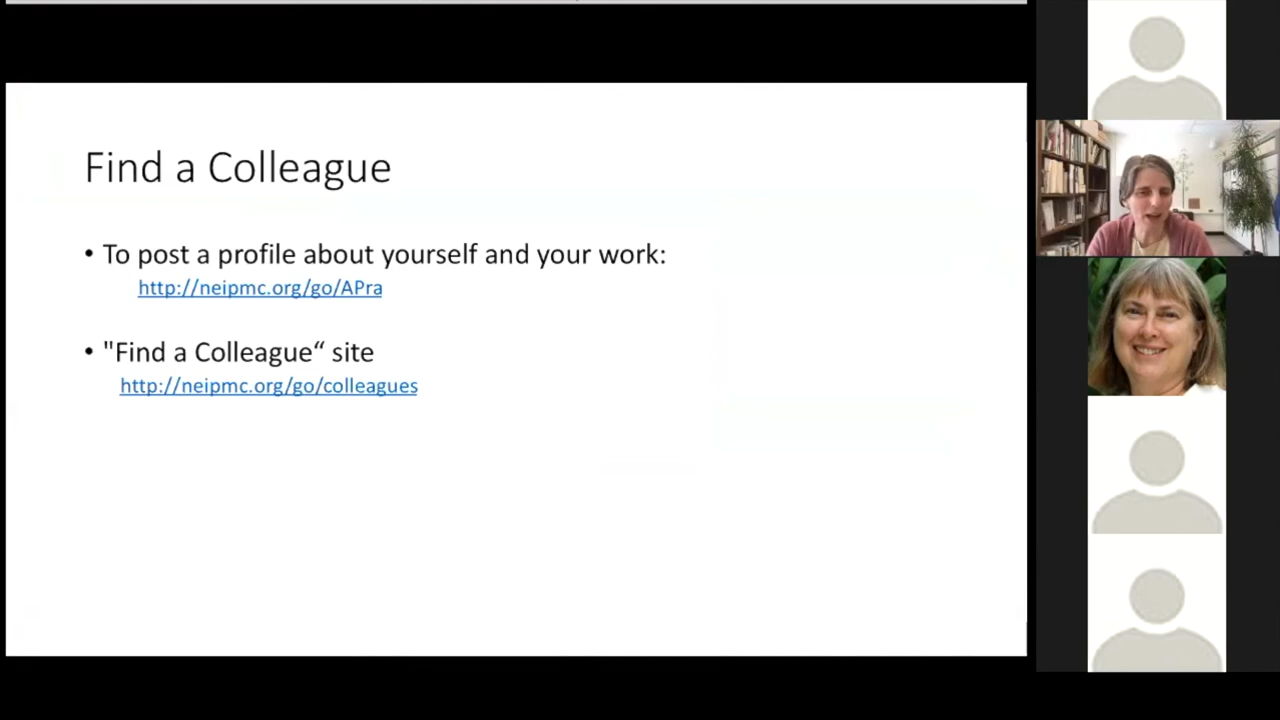 Find a Colleague
• To post a profile about yourself and your work:
http://neipmc.org/go/APra
• "Find a Colleague“ site
http://neipmc.org/go/colleagues